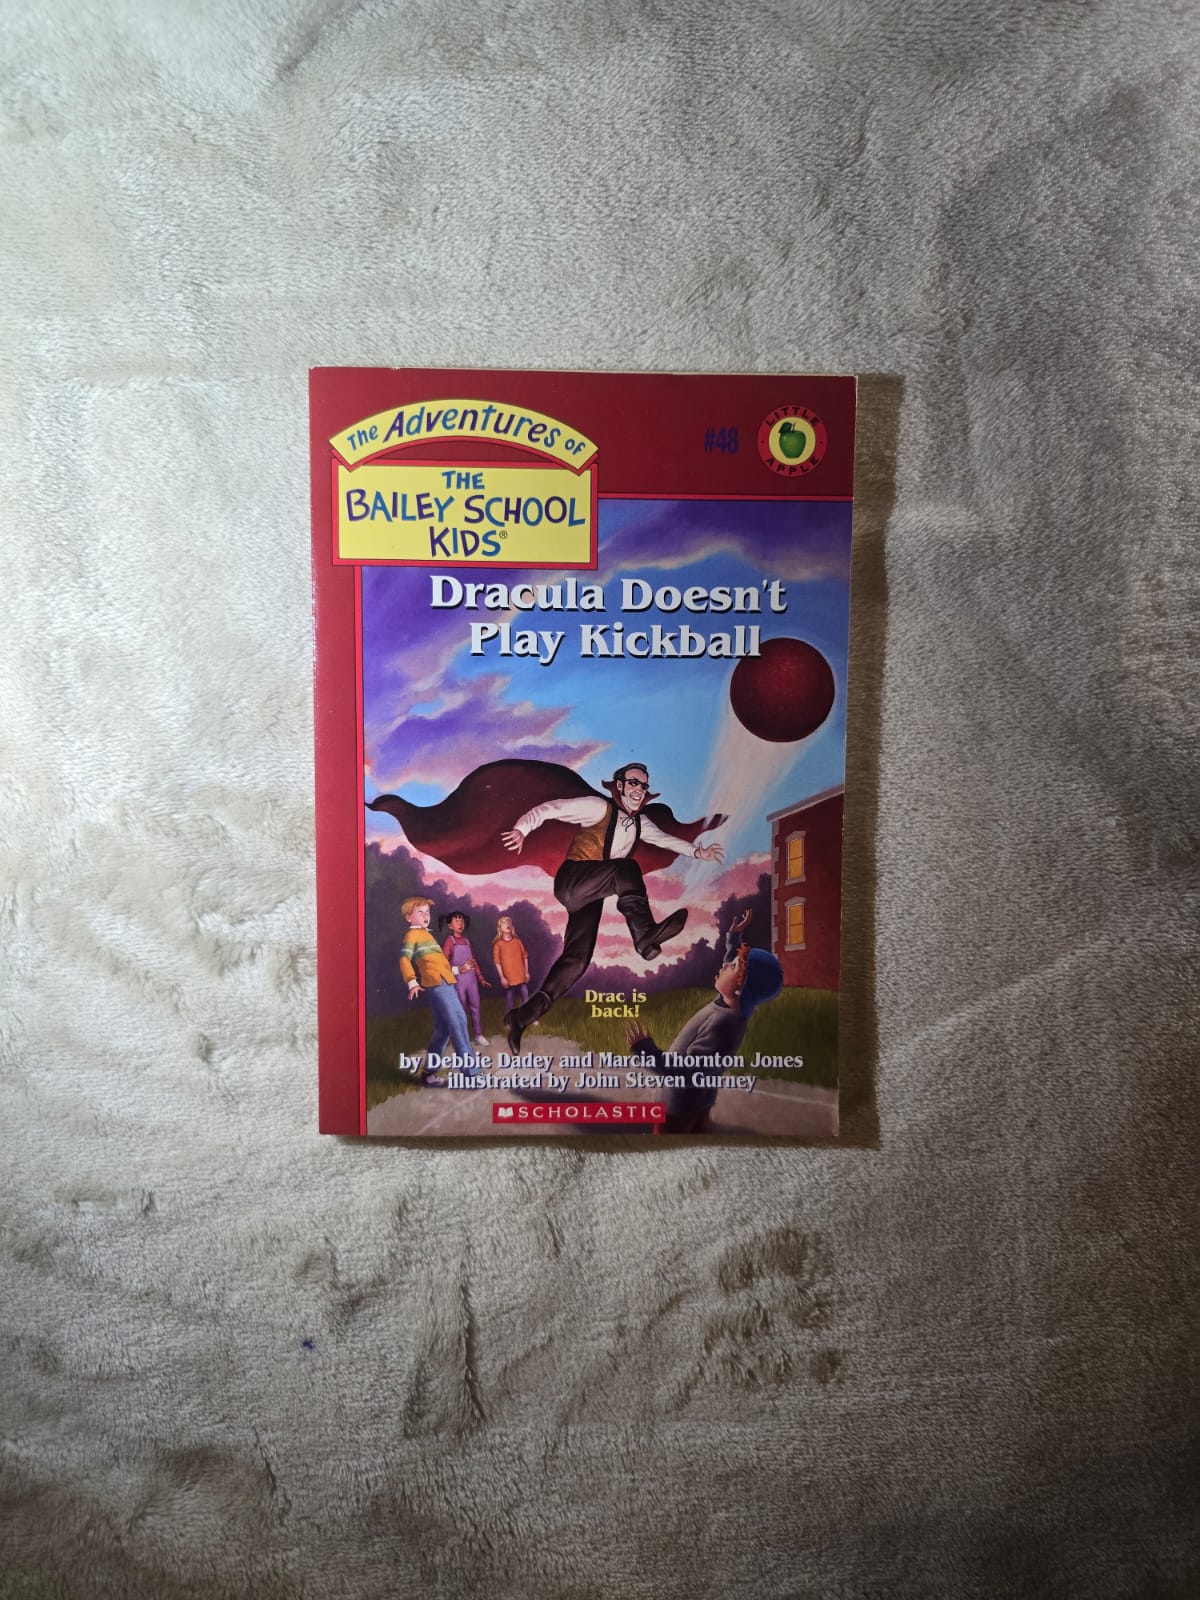 The Adventures of
THE
BAILEY SCHOOL
KIDS®
#48
LITTLE
APPLE
Dracula Doesn't
Play Kickball
Drac is
back!
by Debbie Dadey and Marcia Thornton Jones
illustrated by John Steven Gurney
SCHOLASTIC